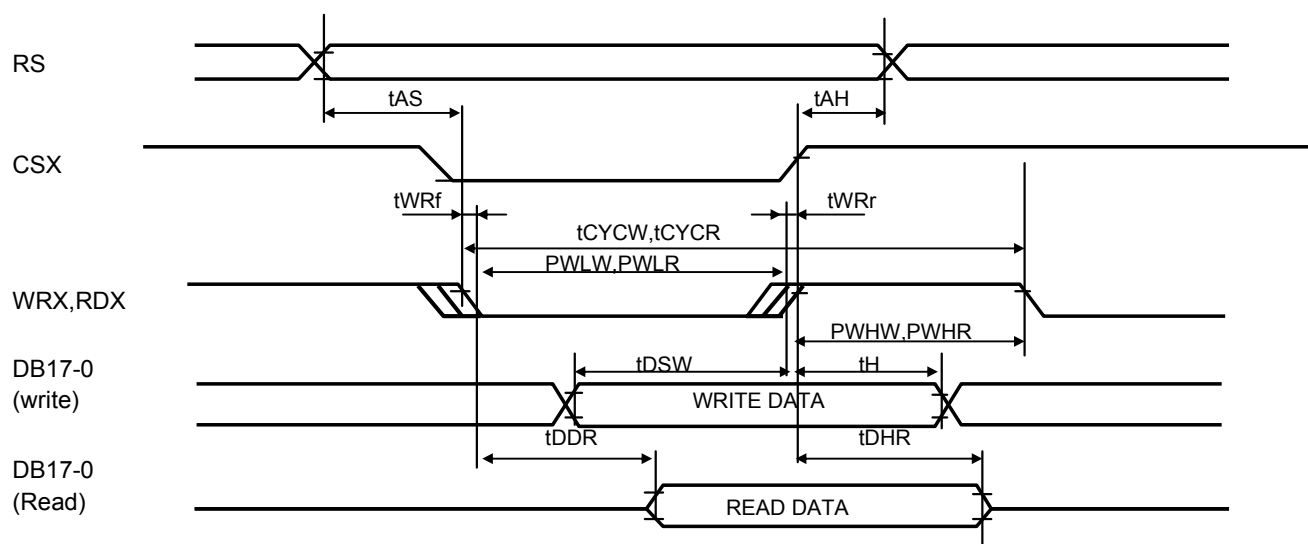 RS
tAS
tAH
CSX
tWRf
tWRr
tCYCW,tCYCR
PWLW,PWLR
WRX,RDX
PWHW,PWHR
DB17-0
(write)
tDSW
tH
WRITE DATA
tDDR
tDHR
DB17-0
(Read)
READ DATA